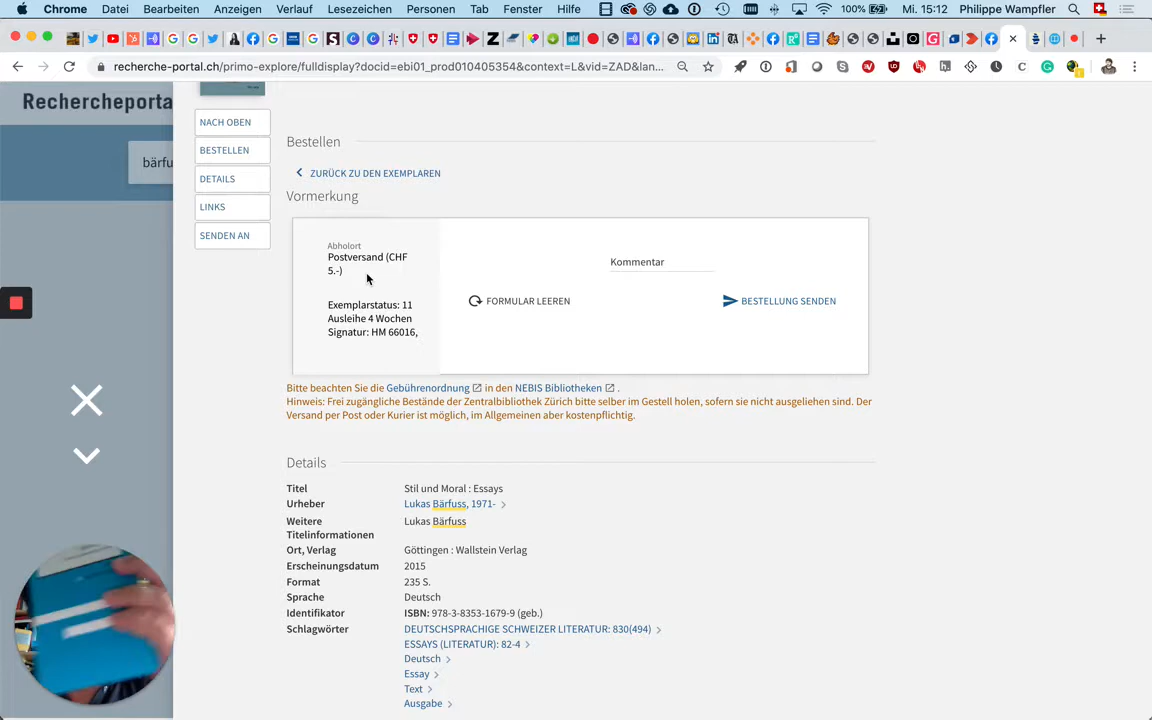 Chrome Datei Bearbeiten Anzeigen Verlauf Lesezeichen Personen Tab Fenster Hilfe 100% Mi. 15:12 Philippe Wampfler
recherche-portal.ch/primo-explore/fulldisplay?docid=ebi01_prod010405354&context=L&vid=ZAD&lan...
Rechercheporta
bärfu
NACH OBEN
BESTELLEN
DETAILS
LINKS
SENDEN AN
Bestellen
ZURÜCK ZU DEN EXEMPLAREN
Vormerkung
Abholort
Postversand (CHF
5.-)
Exemplarstatus: 11
Ausleihe 4 Wochen
Signatur: HM 66016,
Kommentar
FORMULAR LEEREN
BESTELLUNG SENDEN
Bitte beachten Sie die Gebührenordnung in den NEBIS Bibliotheken .
Hinweis: Frei zugängliche Bestände der Zentralbibliothek Zürich bitte selber im Gestell holen, sofern sie nicht ausgeliehen sind. Der
Versand per Post oder Kurier ist möglich, im Allgemeinen aber kostenpflichtig.
Details
Titel Stil und Moral : Essays
Urheber Lukas Bärfuss, 1971-
Weitere Lukas Bärfuss
Titelinformationen
Ort, Verlag Göttingen : Wallstein Verlag
Erscheinungsdatum 2015
Format 235 S.
Sprache Deutsch
Identifikator ISBN: 978-3-8353-1679-9 (geb.)
Schlagwörter DEUTSCHSPRACHIGE SCHWEIZER LITERATUR: 830(494)
ESSAYS (LITERATUR): 82-4
Deutsch
Essay
Text
Ausgabe